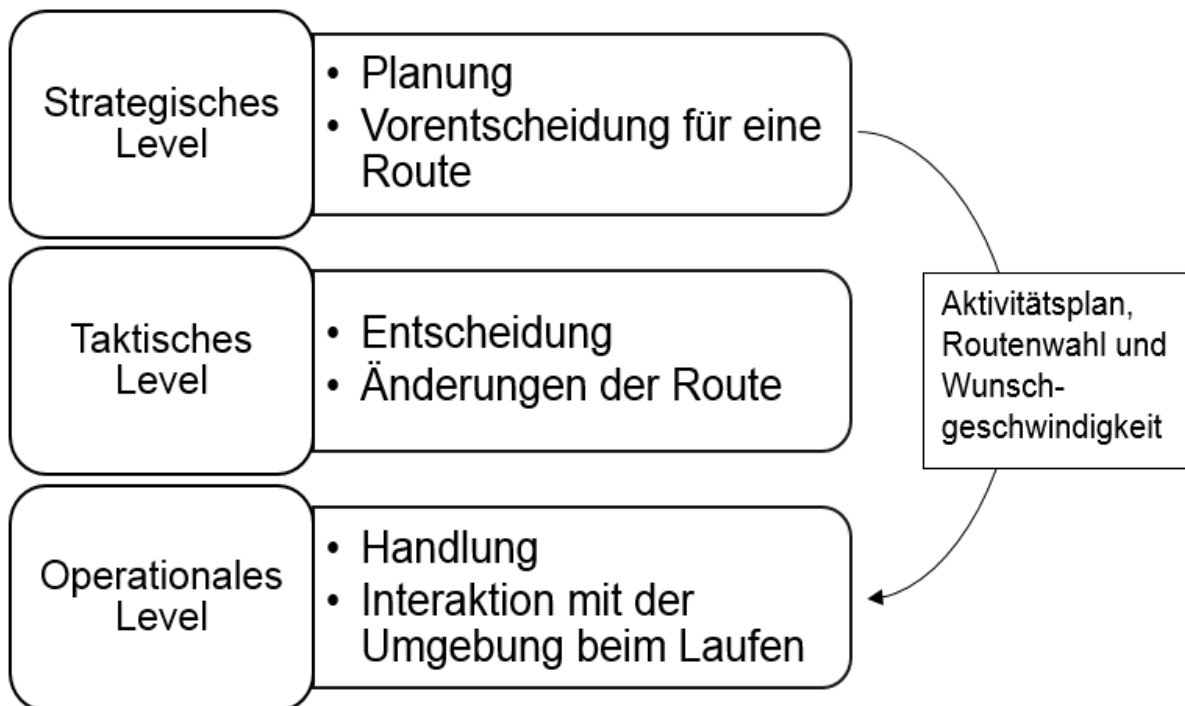 Strategisches
Level
• Planung
• Vorentscheidung für eine
Route
Taktisches
Level
• Entscheidung
• Änderungen der Route
Aktivitätsplan,
Routenwahl und
Wunsch-
geschwindigkeit
Operationales
Level
• Handlung
• Interaktion mit der
Umgebung beim Laufen